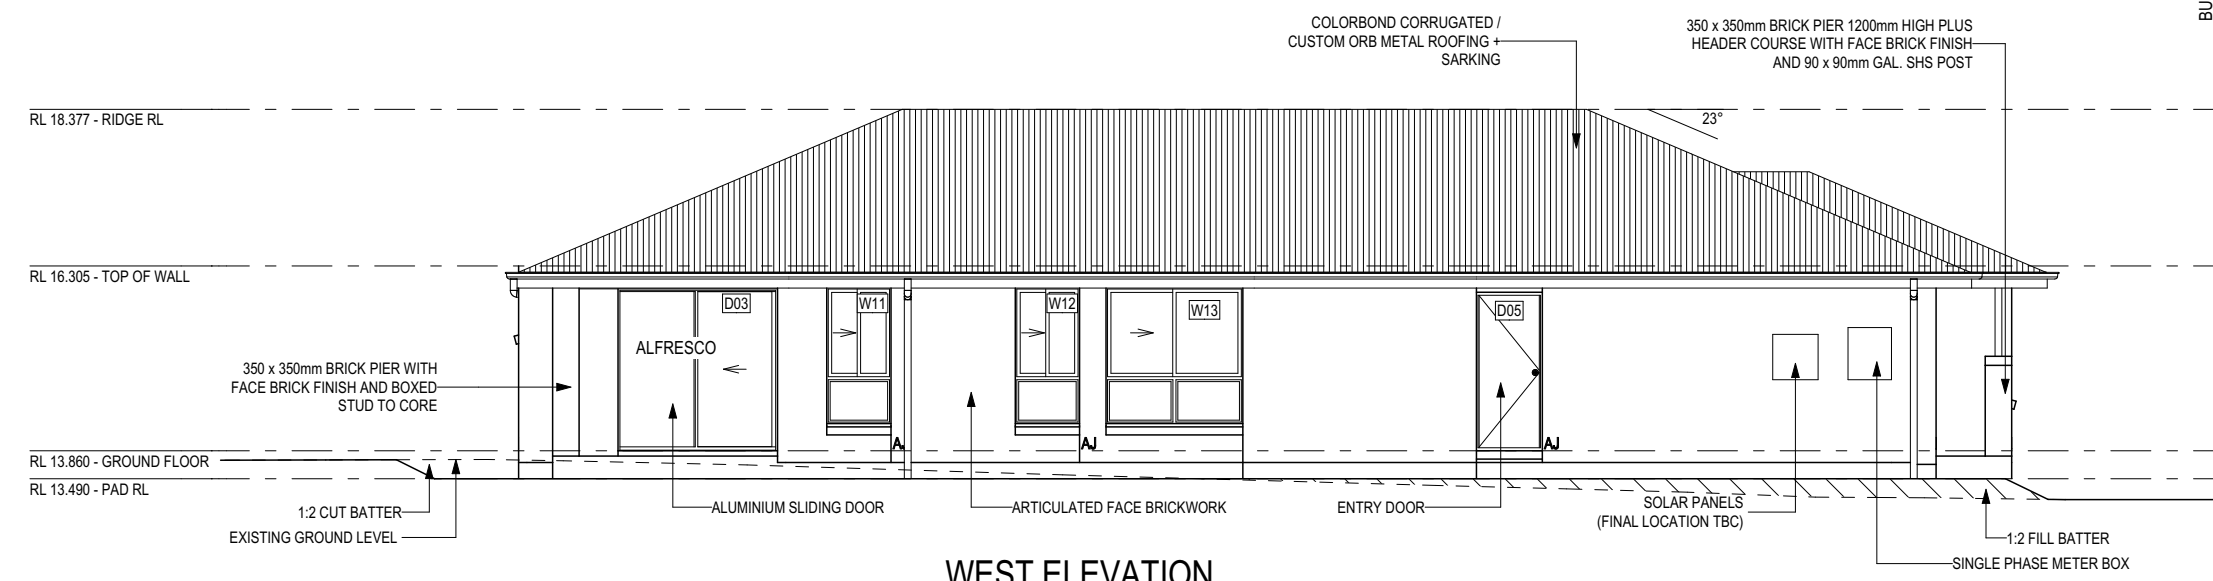 COLORBOND CORRUGATED /
CUSTOM ORB METAL ROOFING +
SARKING
350 x 350mm BRICK PIER 1200mm HIGH PLUS
HEADER COURSE WITH FACE BRICK FINISH
AND 90 x 90mm GAL. SHS POST
BU
RL 18.377 - RIDGE RL
23°
RL 16.305 - TOP OF WALL
D03
W11
W12
W13
D05
ALFRESCO
350 x 350mm BRICK PIER WITH
FACE BRICK FINISH AND BOXED
STUD TO CORE
A.
AJ
AJ
RL 13.860 - GROUND FLOOR
RL 13.490 - PAD RL
1:2 CUT BATTER
EXISTING GROUND LEVEL
ALUMINIUM SLIDING DOOR
ARTICULATED FACE BRICKWORK
ENTRY DOOR
SOLAR PANELS
(FINAL LOCATION TBC)
1:2 FILL BATTER
SINGLE PHASE METER BOX
WEST ELEVATION